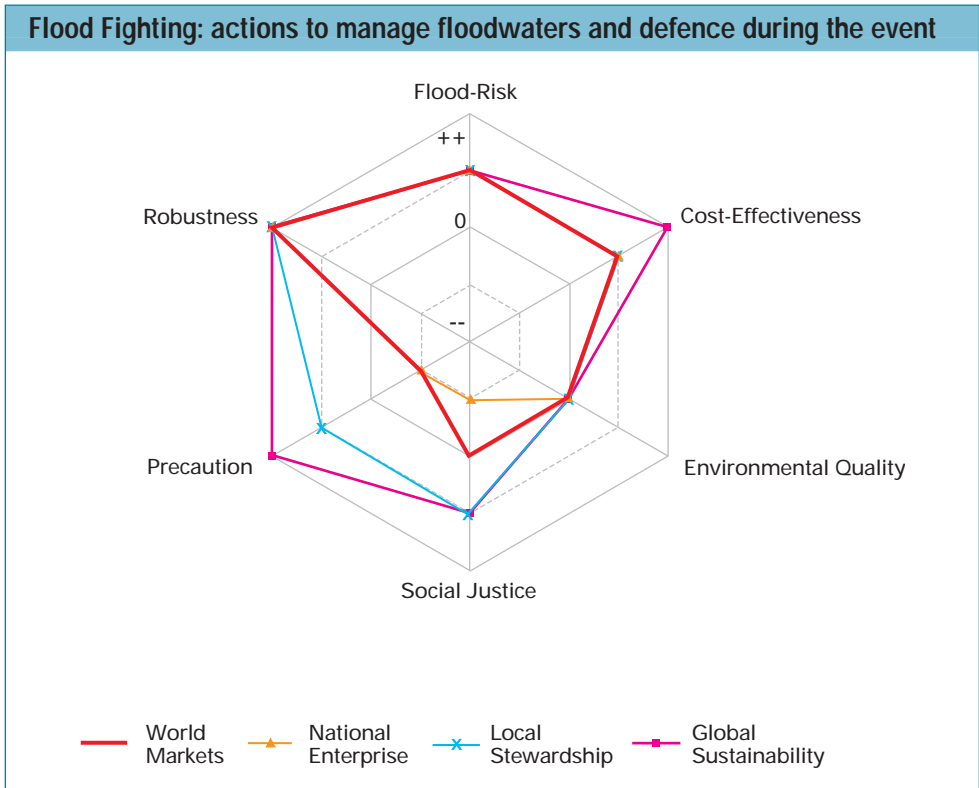 Flood Fighting: actions to manage floodwaters and defence during the event
Flood-Risk
++
Robustness
0
Cost-Effectiveness
--
Precaution
Environmental Quality
Social Justice
World
Markets
National
Enterprise
Local
Stewardship
Global
Sustainability